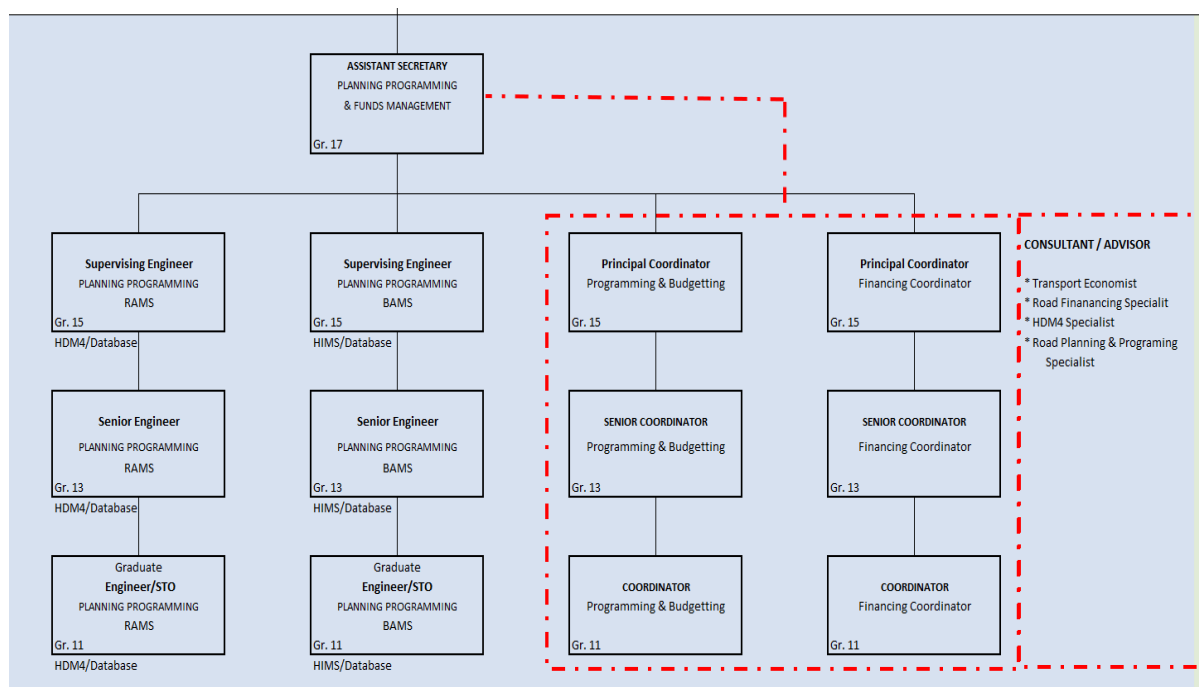 ASSISTANT SECRETARY
PLANNING PROGRAMMING
& FUNDS MANAGEMENT
Gr. 17
Supervising Engineer
PLANNING PROGRAMMING
RAMS
Gr. 15
HDM4/Database
Supervising Engineer
PLANNING PROGRAMMING
BAMS
Gr. 15
HIMS/Database
Principal Coordinator
Programming & Budgetting
Gr. 15
Principal Coordinator
Financing Coordinator
Gr. 15
CONSULTANT / ADVISOR
* Transport Economist
* Road Finanancing Specialit
* HDM4 Specialist
* Road Planning & Programing
Specialist
Senior Engineer
PLANNING PROGRAMMING
RAMS
Gr. 13
HDM4/Database
Senior Engineer
PLANNING PROGRAMMING
BAMS
Gr. 13
HIMS/Database
SENIOR COORDINATOR
Programming & Budgetting
Gr. 13
SENIOR COORDINATOR
Financing Coordinator
Gr. 13
Graduate
Engineer/STO
PLANNING PROGRAMMING
RAMS
Gr. 11
HDM4/Database
Graduate
Engineer/STO
PLANNING PROGRAMMING
BAMS
Gr. 11
HIMS/Database
COORDINATOR
Programming & Budgetting
Gr. 11
COORDINATOR
Financing Coordinator
Gr. 11